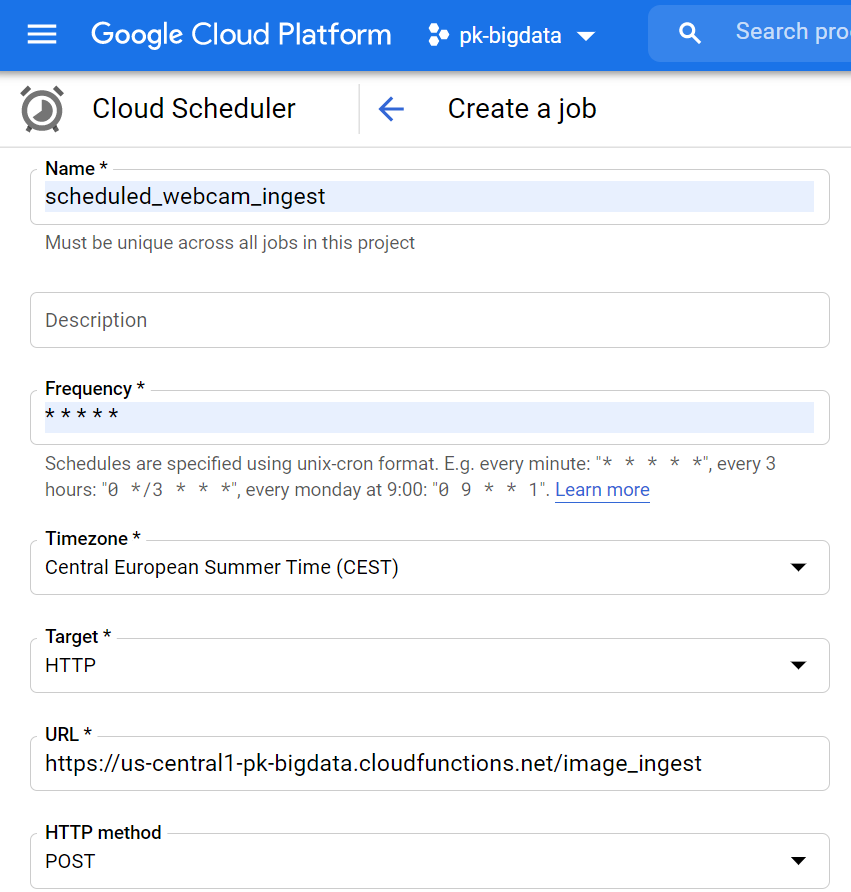 Google Cloud Platform pk-bigdata Search pro
Cloud Scheduler Create a job
Name *
scheduled_webcam_ingest
Must be unique across all jobs in this project
Description
Frequency *
* * * * *
Schedules are specified using unix-cron format. E.g. every minute: "* * * * *", every 3
hours: "0 */3 * * *", every monday at 9:00: "0 9 * * 1". Learn more
Timezone *
Central European Summer Time (CEST)
Target *
HTTP
URL *
https://us-central1-pk-bigdata.cloudfunctions.net/image_ingest
HTTP method
POST